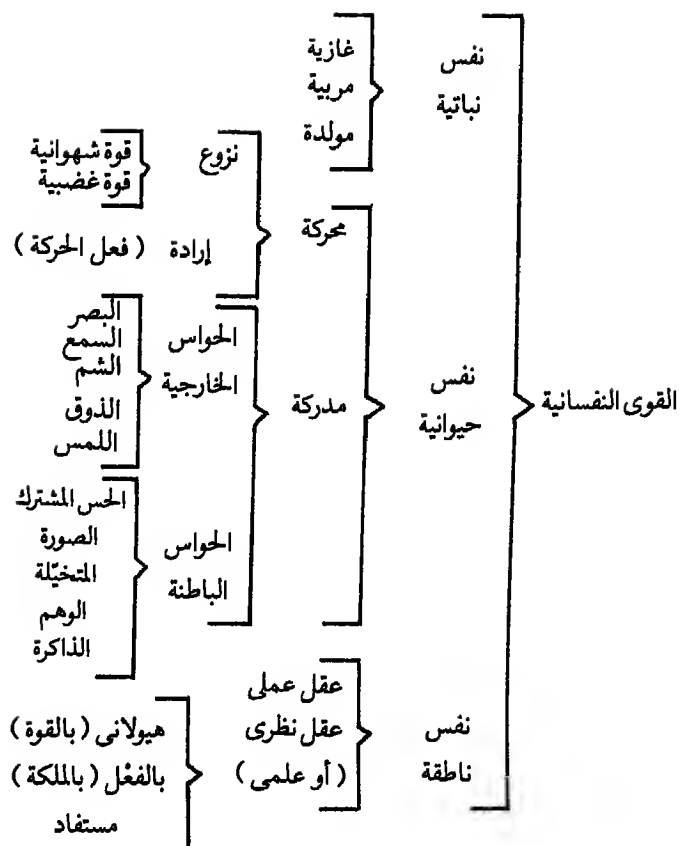 القوى النفسانية
نفس
نباتية
غازية
مربية
مولدة
نفس
حيوانية
محركة
نزوع
قوة شهوانية
قوة غضبية
إرادة ( فعل الحركة )
مدركة
الحواس
الخارجية
البصر
السمع
الشم
الذوق
اللمس
الحواس
الباطنة
الحس المشترك
الصورة
المتخيّلة
الوهم
الذاكرة
نفس
ناطقة
عقل عملى
عقل نظرى
( أو علمى )
هيولانى ( بالقوة )
بالفعْل ( بالملكة )
مستفاد